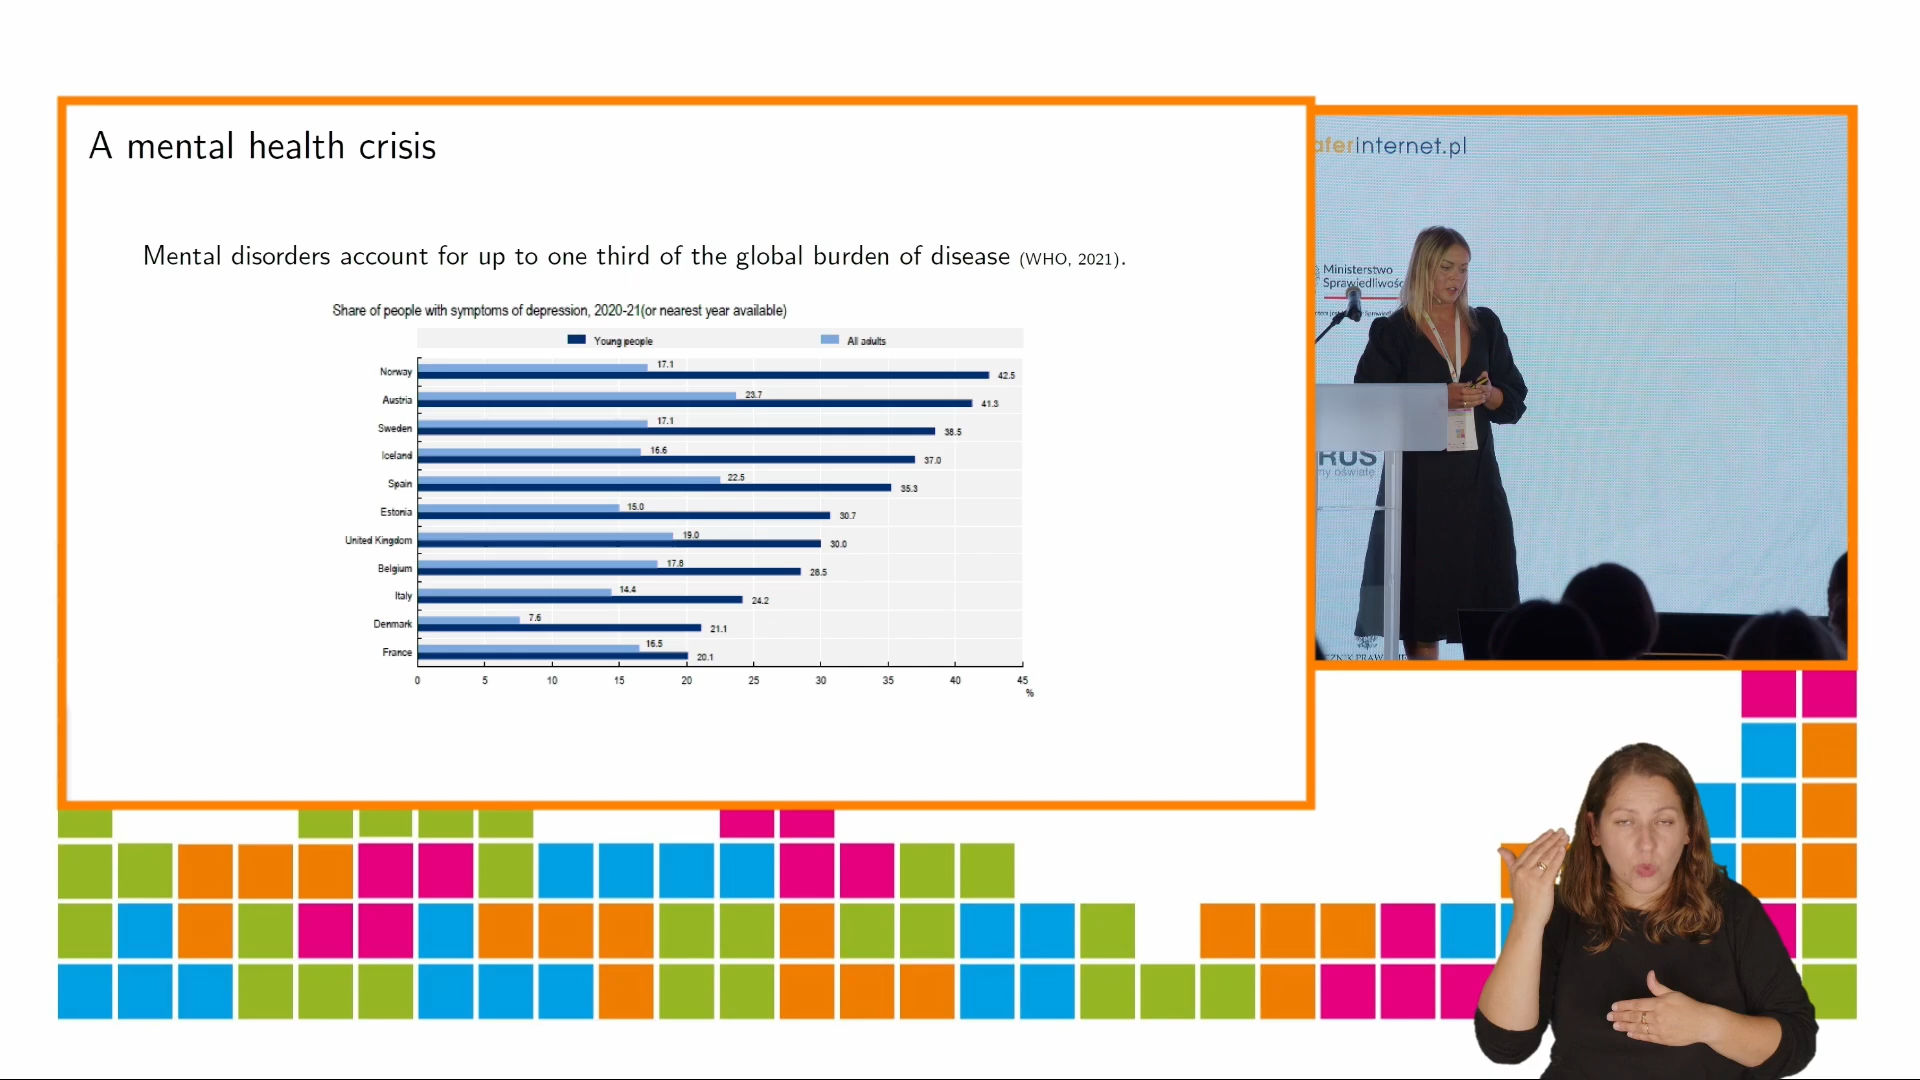 A mental health crisis
Mental disorders account for up to one third of the global burden of disease (WHO, 2021).
Share of people with symptoms of depression, 2020-21(or nearest year available)
Young people
All adults
Norway 17.1 42.5
Austria 23.7 41.3
Sweden 17.1 38.5
Iceland 16.6 37.0
Spain 22.5 35.3
Estonia 15.0 30.7
United Kingdom 19.0 30.0
Belgium 17.8 28.5
Italy 14.4 24.2
Denmark 7.6 21.1
France 16.5 20.1
0 5 10 15 20 25 30 35 40 45
%
aferinternet.pl
Ministerstwo
Sprawiedliwośc
RUS
my oświatę